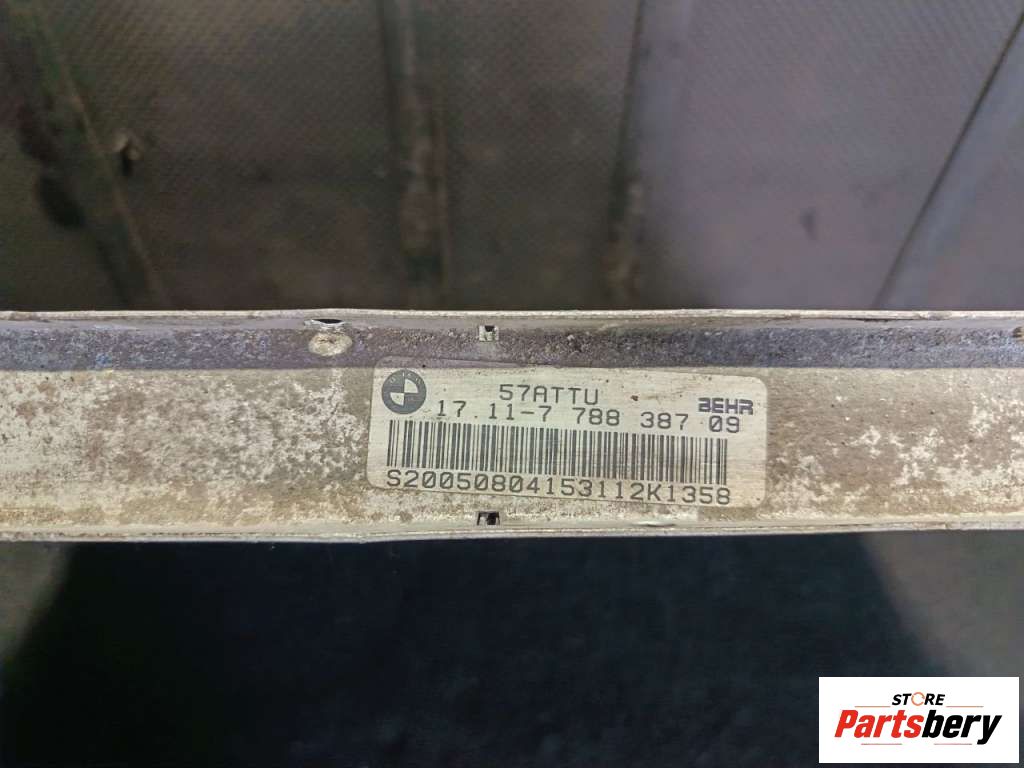 57ATTU
17 11-7 788 387 09
BEHR
S20050804153112K1358
STORE
Partsbery